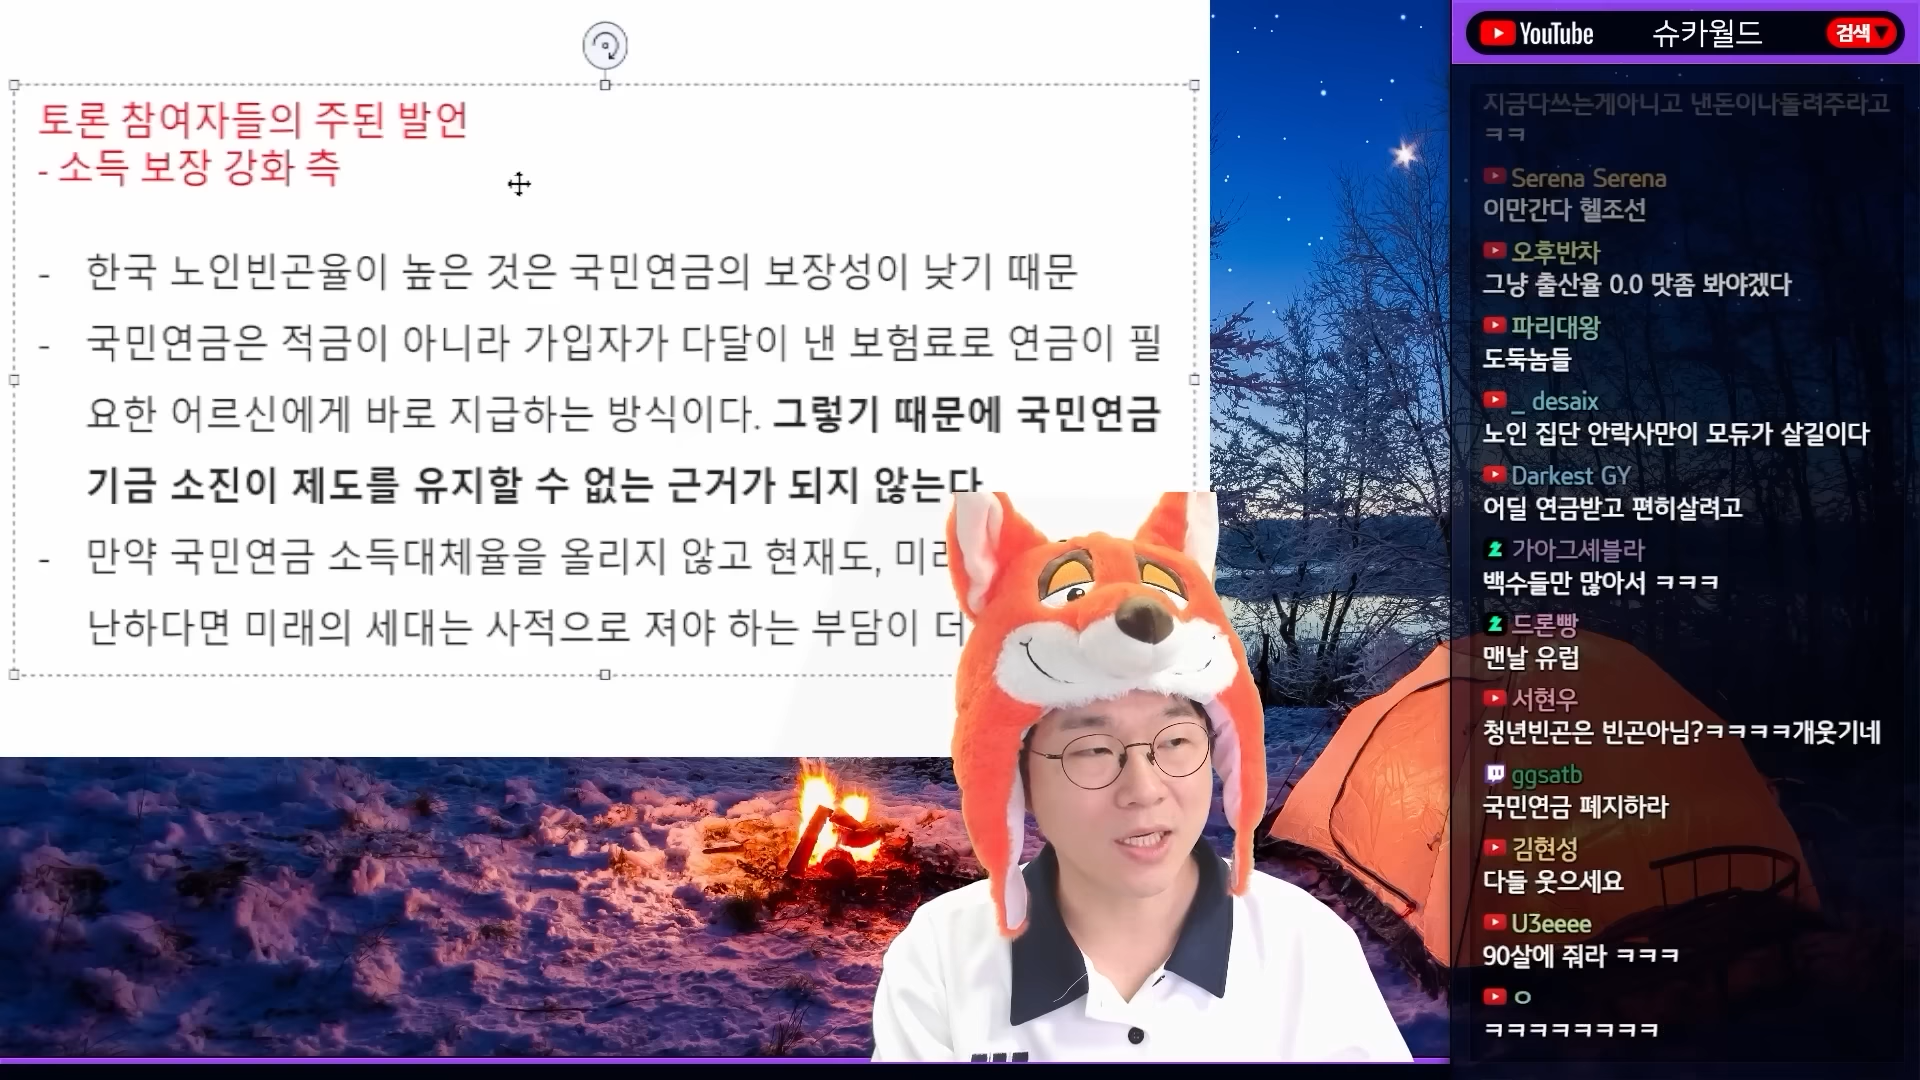 토론 참여자들의 주된 발언
- 소득 보장 강화 측
- 한국 노인빈곤율이 높은 것은 국민연금의 보장성이 낮기 때문
- 국민연금은 적금이 아니라 가입자가 다달이 낸 보험료로 연금이 필
요한 어르신에게 바로 지급하는 방식이다. 그렇기 때문에 국민연금
기금 소진이 제도를 유지할 수 없는 근거가 되지 않는다
- 만약 국민연금 소득대체율을 올리지 않고 현재도,
난하다면 미래의 세대는 사적으로 져야 하는 부담이 더
YouTube 슈카월드 검색
지금다쓰는게아니고 낸돈이나돌려주라고
ㅋㅋ
Serena Serena
이만간다 헬조선
오후반차
그냥 출산율 0.0 맛좀 봐야겠다
파리대왕
도둑놈들
_ desaix
노인 집단 안락사만이 모듀가 살길이다
Darkest GY
어딜 연금받고 편히살려고
가아그셰블라
백수들만 많아서 ㅋㅋㅋ
드론빵
맨날 유럽
서현우
청년빈곤은 빈곤아님?ㅋㅋㅋㅋ개웃기네
ggsatb
국민연금 폐지하라
김현성
다들 웃으세요
U3eeee
90살에 줘라 ㅋㅋㅋ
ㅇ
ㅋㅋㅋㅋㅋㅋㅋㅋ